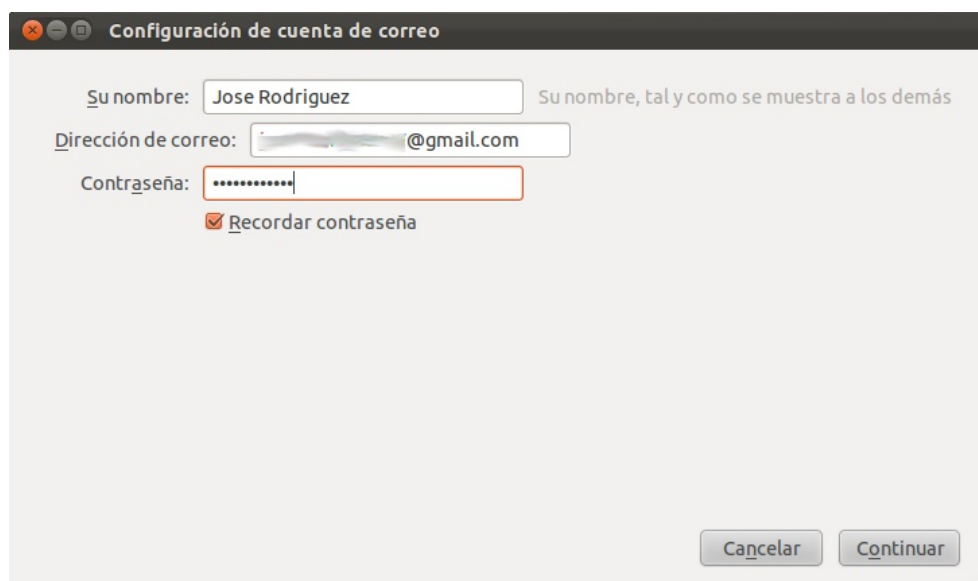 Configuración de cuenta de correo
Su nombre: Jose Rodriguez Su nombre, tal y como se muestra a los demás
Dirección de correo: @gmail.com
Contraseña: ••••••••••••
Recordar contraseña
Cancelar Continuar